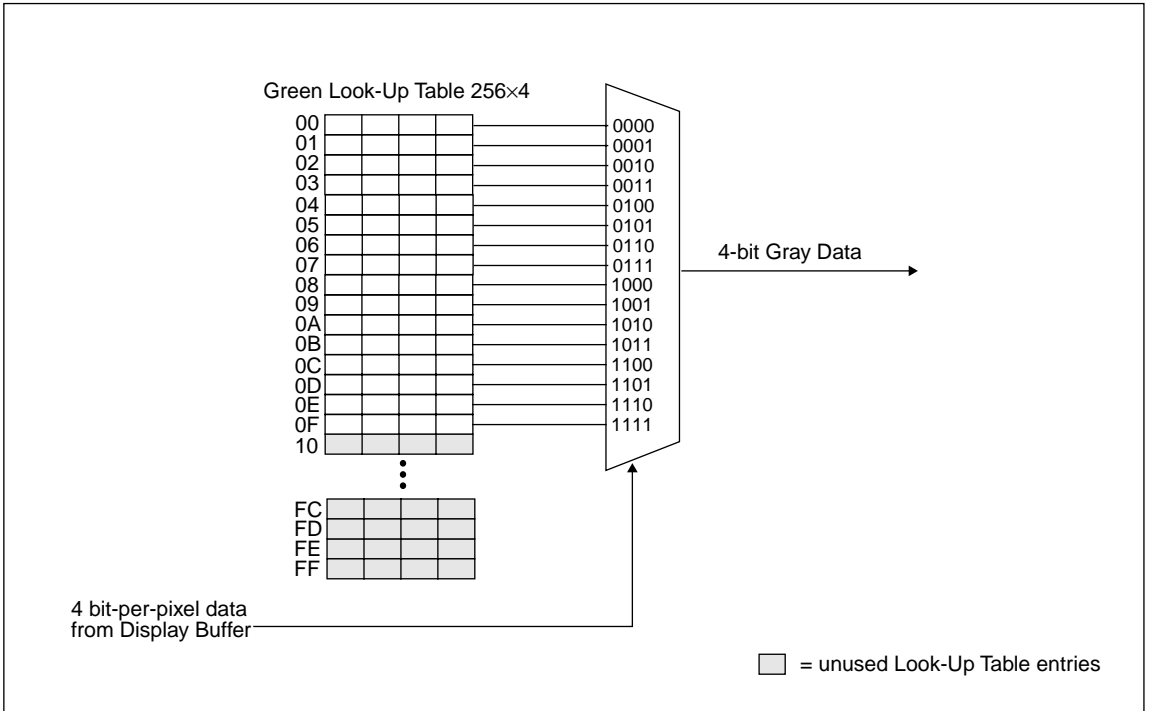 Green Look-Up Table 256×4
00
01
02
03
04
05
06
07
08
09
0A
0B
0C
0D
0E
0F
10
FC
FD
FE
FF
0000
0001
0010
0011
0100
0101
0110
0111
1000
1001
1010
1011
1100
1101
1110
1111
4-bit Gray Data
4 bit-per-pixel data
from Display Buffer
= unused Look-Up Table entries